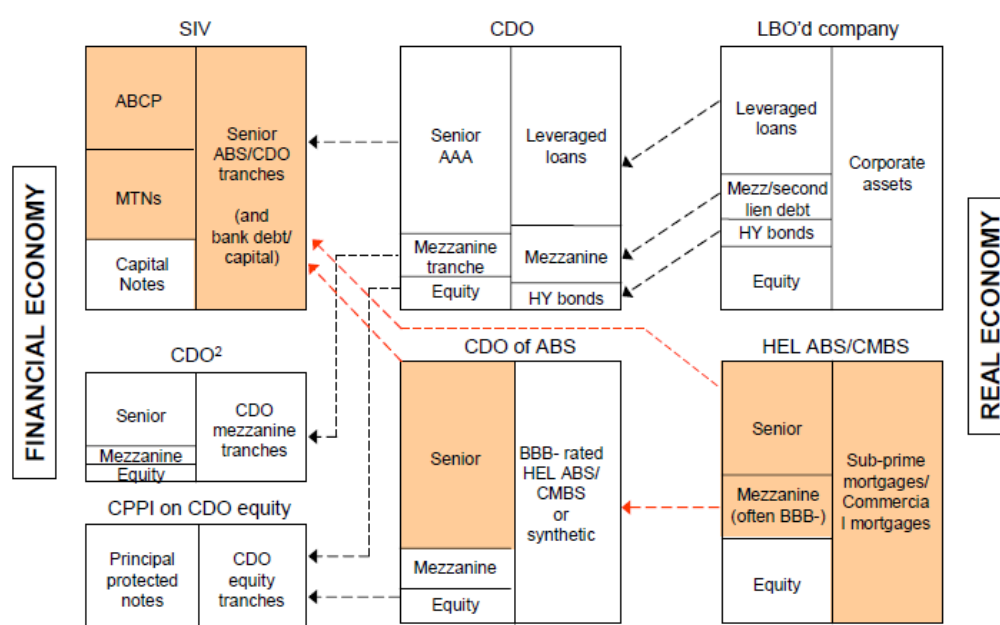 SIV
CDO
LBO'd company
FINANCIAL ECONOMY
REAL ECONOMY
ABCP
MTNs
Capital
Notes
Senior
ABS/CDO
tranches
(and
bank debt/
capital)
Senior
AAA
Mezzanine
tranche
Equity
Leveraged
loans
Mezzanine
HY bonds
Leveraged
loans
Mezz/second
lien debt
HY bonds
Equity
Corporate
assets
CDO²
CDO of ABS
HEL ABS/CMBS
Senior
Mezzanine
Equity
CDO
mezzanine
tranches
Senior
Mezzanine
Equity
BBB- rated
HEL ABS/
CMBS
or
synthetic
Senior
Mezzanine
(often BBB-)
Equity
Sub-prime
mortgages/
Commercia
l mortgages
CPPI on CDO equity
Principal
protected
notes
CDO
equity
tranches